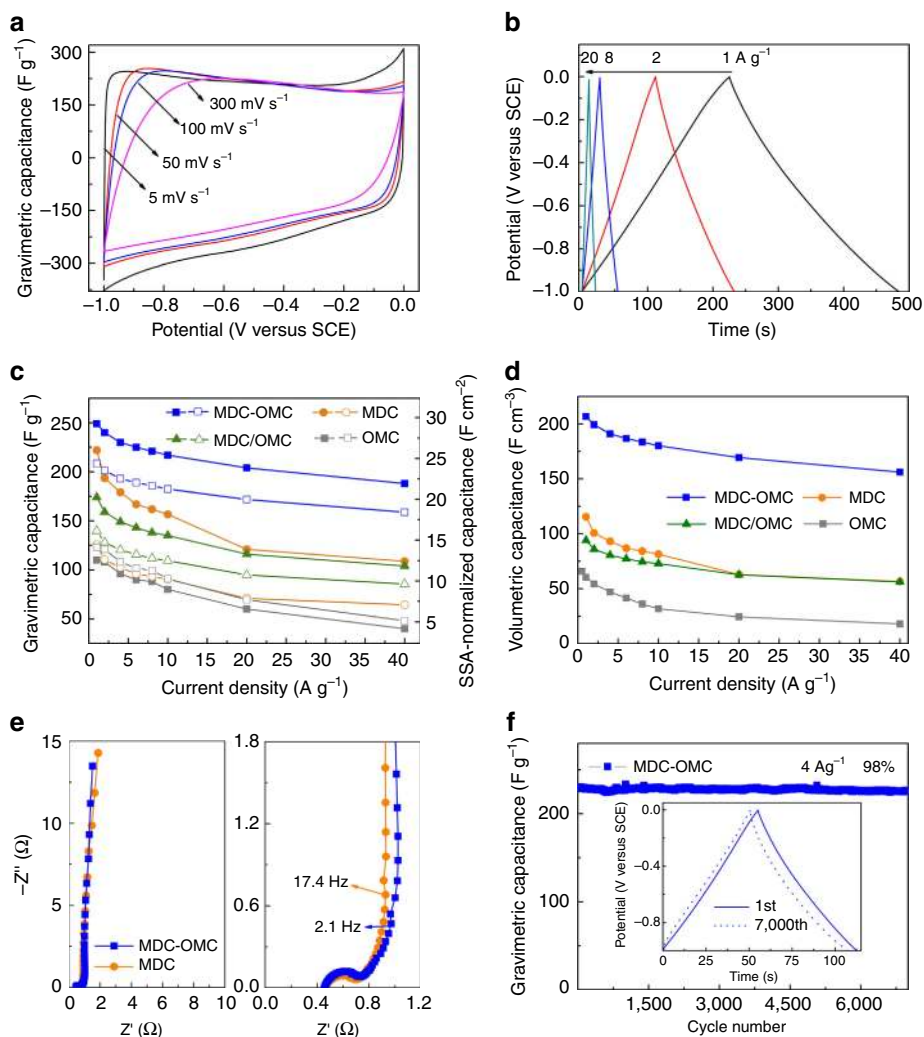 a
Gravimetric capacitance (F g⁻¹)
300
150
0
−150
−300
300 mV s⁻¹
100 mV s⁻¹
50 mV s⁻¹
5 mV s⁻¹
−1.0 −0.8 −0.6 −0.4 −0.2 0.0
Potential (V versus SCE)
b
Potential (V versus SCE)
20 8 2 1 A g⁻¹
0.0
−0.2
−0.4
−0.6
−0.8
−1.0
0 100 200 300 400 500
Time (s)
c
Gravimetric capacitance (F g⁻¹)
250
200
150
100
50
MDC-OMC MDC
MDC/OMC OMC
30
25
20
15
10
5
SSA-normalized capacitance (F cm⁻²)
0 5 10 15 20 25 30 35 40
Current density (A g⁻¹)
d
Volumetric capacitance (F cm⁻³)
200
150
100
50
0
MDC-OMC MDC
MDC/OMC OMC
0 5 10 15 20 25 30 35 40
Current density (A g⁻¹)
e
−Z'' (Ω)
15
10
5
0
MDC-OMC
MDC
0 2 4 6 8 10
Z' (Ω)
1.8
1.2
0.6
0.0
17.4 Hz
2.1 Hz
0.0 0.4 0.8 1.2
Z' (Ω)
f
Gravimetric capacitance (F g⁻¹)
200
100
0
MDC-OMC 4 Ag⁻¹ 98%
Potential (V versus SCE)
0.0
−0.4
−0.8
1st
7,000th
0 25 50 75 100
Time (s)
1,500 3,000 4,500 6,000
Cycle number